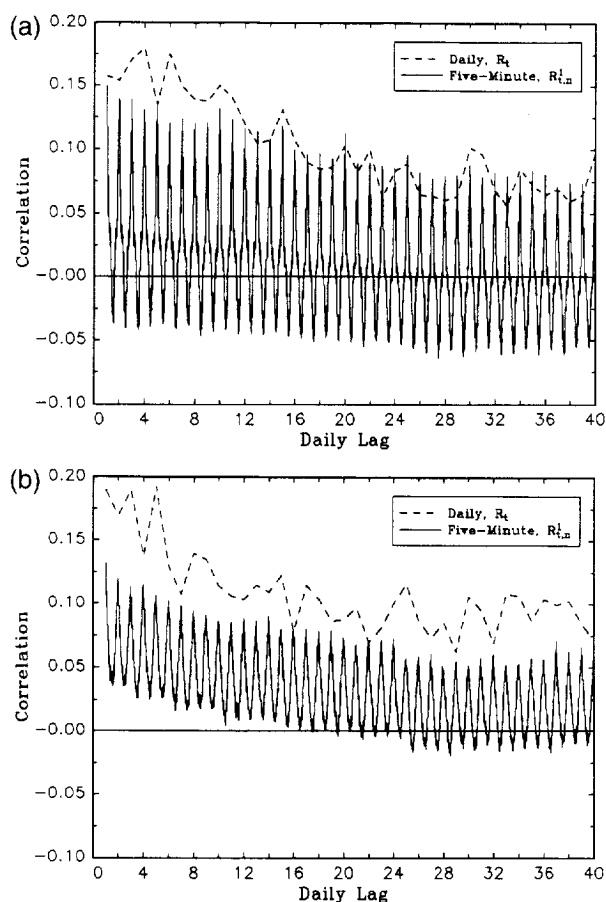 (a)
0.20
0.15
0.10
0.05
-0.00
-0.05
-0.10
Correlation
Daily, Rt
Five-Minute, R¹t,n
0 4 8 12 16 20 24 28 32 36 40
Daily Lag
(b)
0.20
0.15
0.10
0.05
-0.00
-0.05
-0.10
Correlation
Daily, Rt
Five-Minute, R¹t,n
0 4 8 12 16 20 24 28 32 36 40
Daily Lag